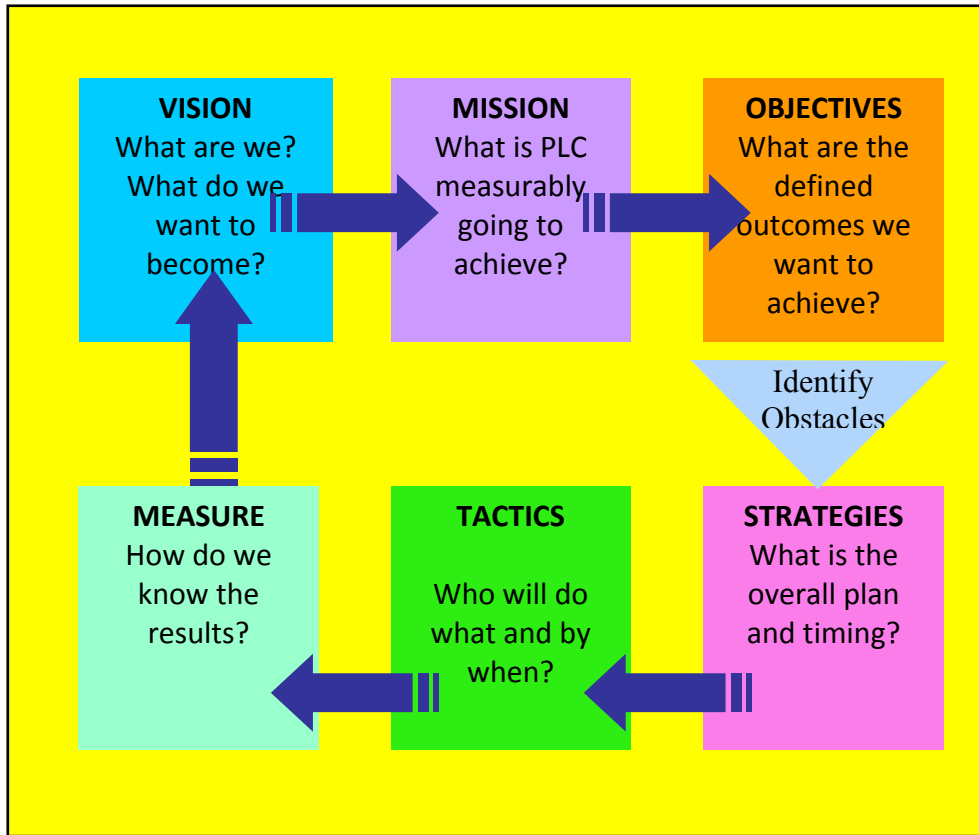 VISION
What are we?
What do we
want to
become?
MISSION
What is PLC
measurably
going to
achieve?
OBJECTIVES
What are the
defined
outcomes we
want to
achieve?
Identify
Obstacles
MEASURE
How do we
know the
results?
TACTICS
Who will do
what and by
when?
STRATEGIES
What is the
overall plan
and timing?